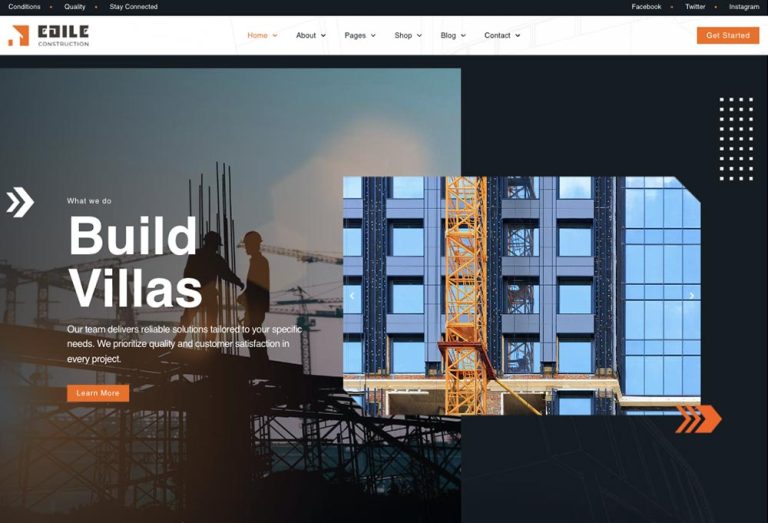 Conditions • Quality • Stay Connected
Facebook • Twitter • Instagram
EDILE
CONSTRUCTION
Home About Pages Shop Blog Contact
Get Started
What we do
Build
Villas
Our team delivers reliable solutions tailored to your specific
needs. We prioritize quality and customer satisfaction in
every project.
Learn More